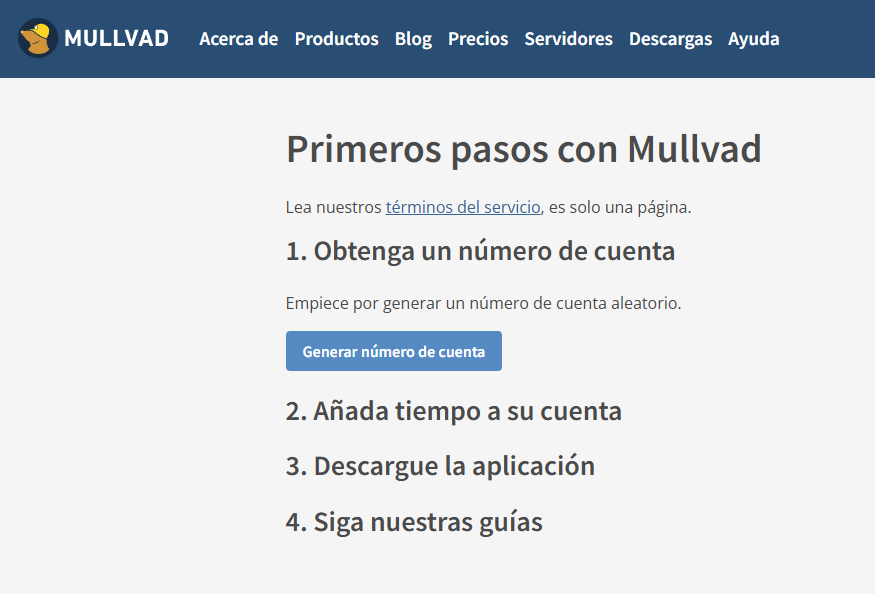 MULLVAD Acerca de Productos Blog Precios Servidores Descargas Ayuda
Primeros pasos con Mullvad
Lea nuestros términos del servicio, es solo una página.
1. Obtenga un número de cuenta
Empiece por generar un número de cuenta aleatorio.
Generar número de cuenta
2. Añada tiempo a su cuenta
3. Descargue la aplicación
4. Siga nuestras guías